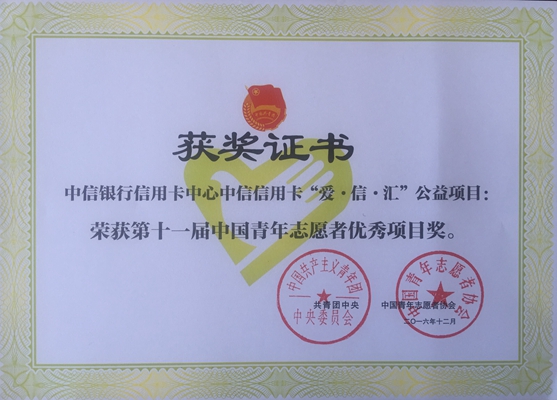 获奖证书
中信银行信用卡中心中信信用卡“爱·信·汇”公益项目：
荣获第十一届中国青年志愿者优秀项目奖。
中国共产主义青年团
中央委员会
共青团中央
中国青年志愿者协会
中国青年志愿者协会
二〇一六年十二月